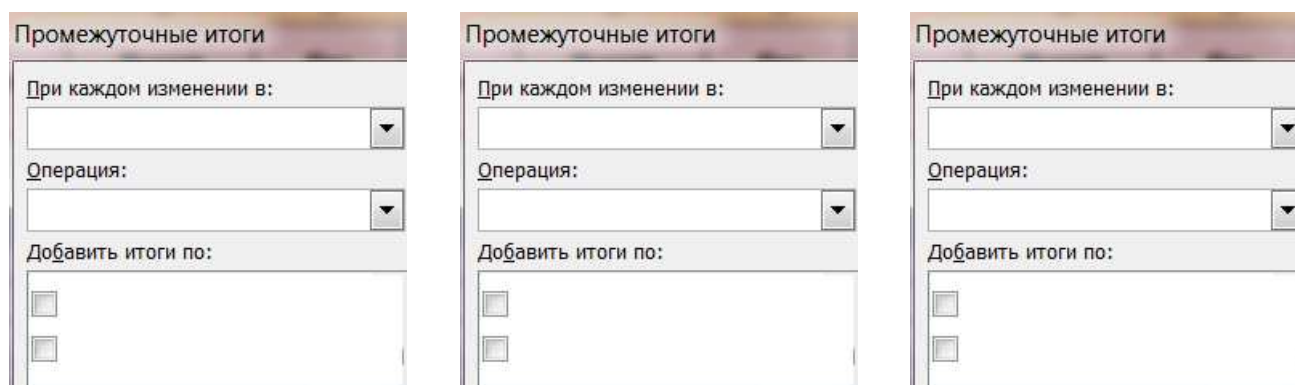 Промежуточные итоги
При каждом изменении в:
Операция:
Добавить итоги по:
Промежуточные итоги
При каждом изменении в:
Операция:
Добавить итоги по:
Промежуточные итоги
При каждом изменении в:
Операция:
Добавить итоги по: